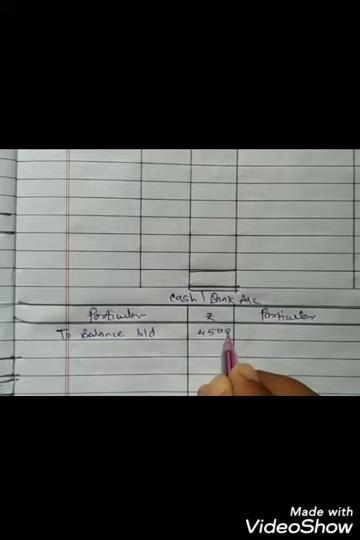 Cash / Bank A/c
Particular ₹ Particular
To Balance b/d 4500
Made with
VideoShow